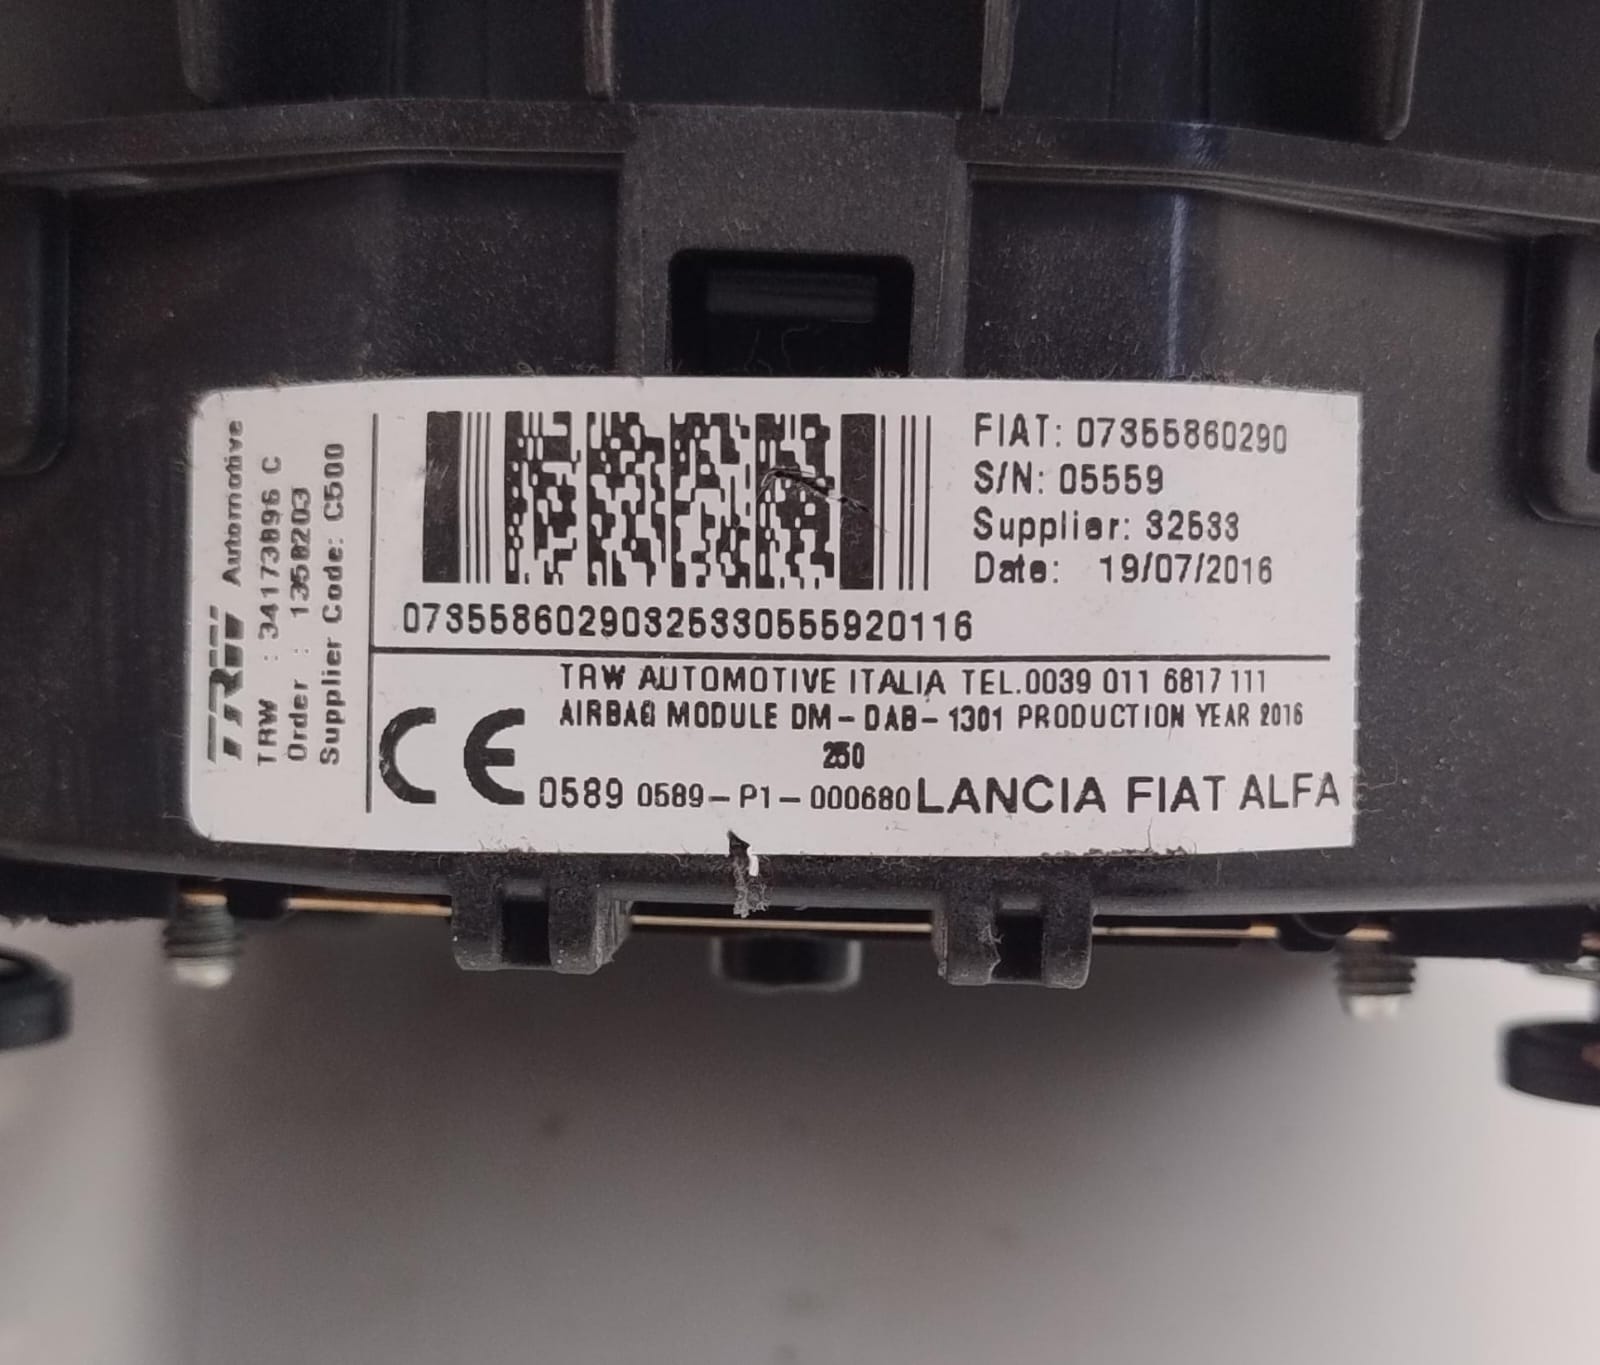 TRW Automotive
TRW : 34173896 C
Order : 13582203
Supplier Code: C500
FIAT: 07355860290
S/N: 05559
Supplier: 32533
Date: 19/07/2016
0735586029032533055592​0116
TRW AUTOMOTIVE ITALIA TEL.0039 011 6817 111
AIRBAG MODULE DM-DAB-1301 PRODUCTION YEAR 2016
250
CE 0589 0589-P1-000680 LANCIA FIAT ALFA